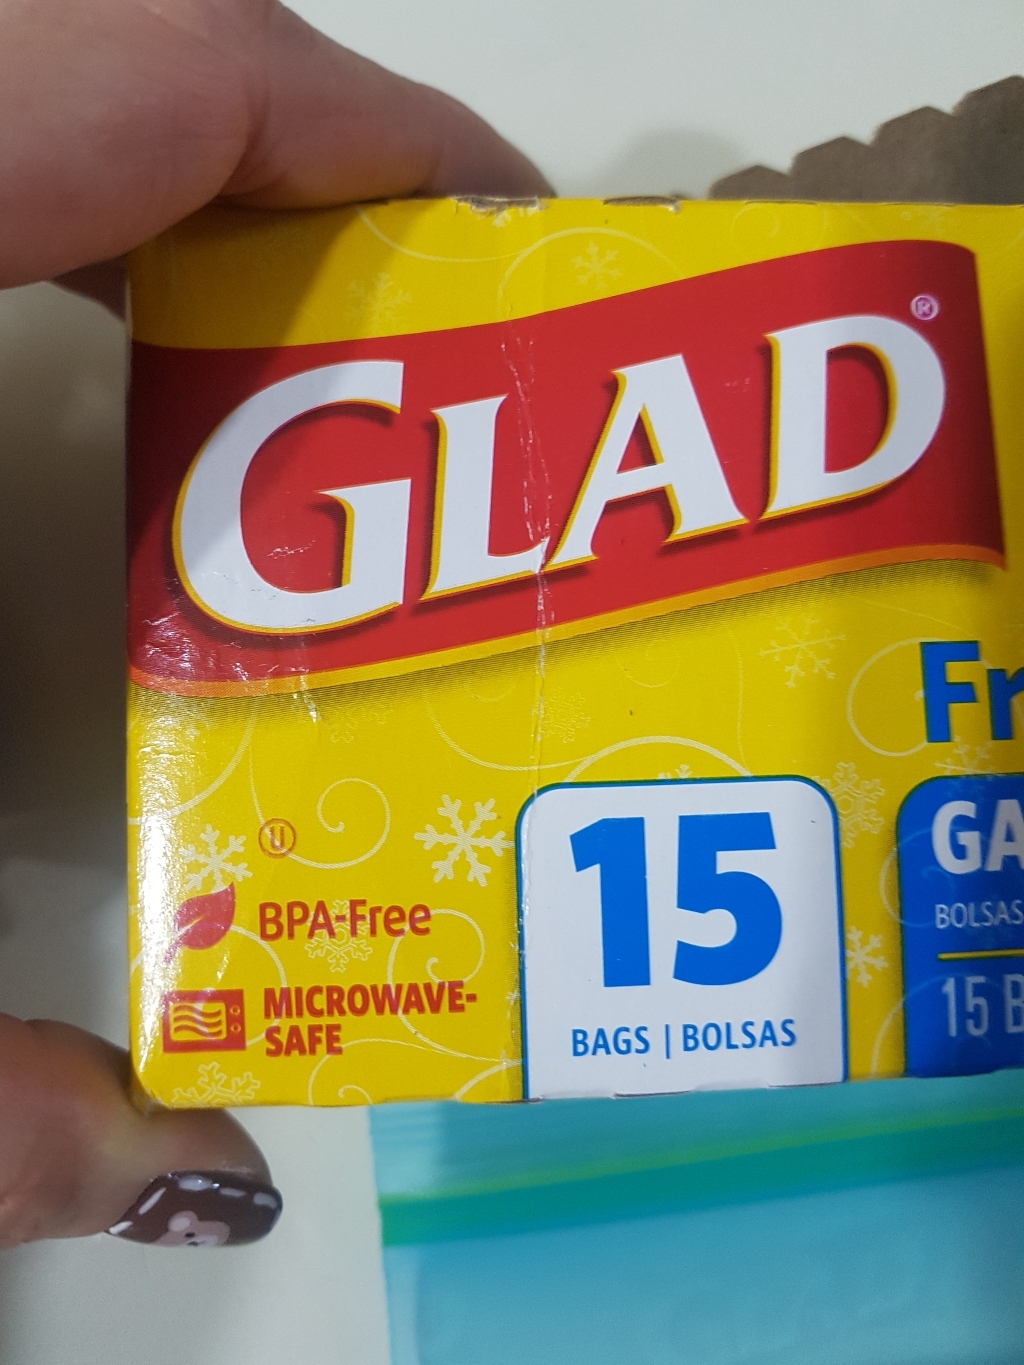 GLAD®
Fr
U
BPA-Free
MICROWAVE-
SAFE
15
BAGS | BOLSAS
GA
BOLSAS
15 B